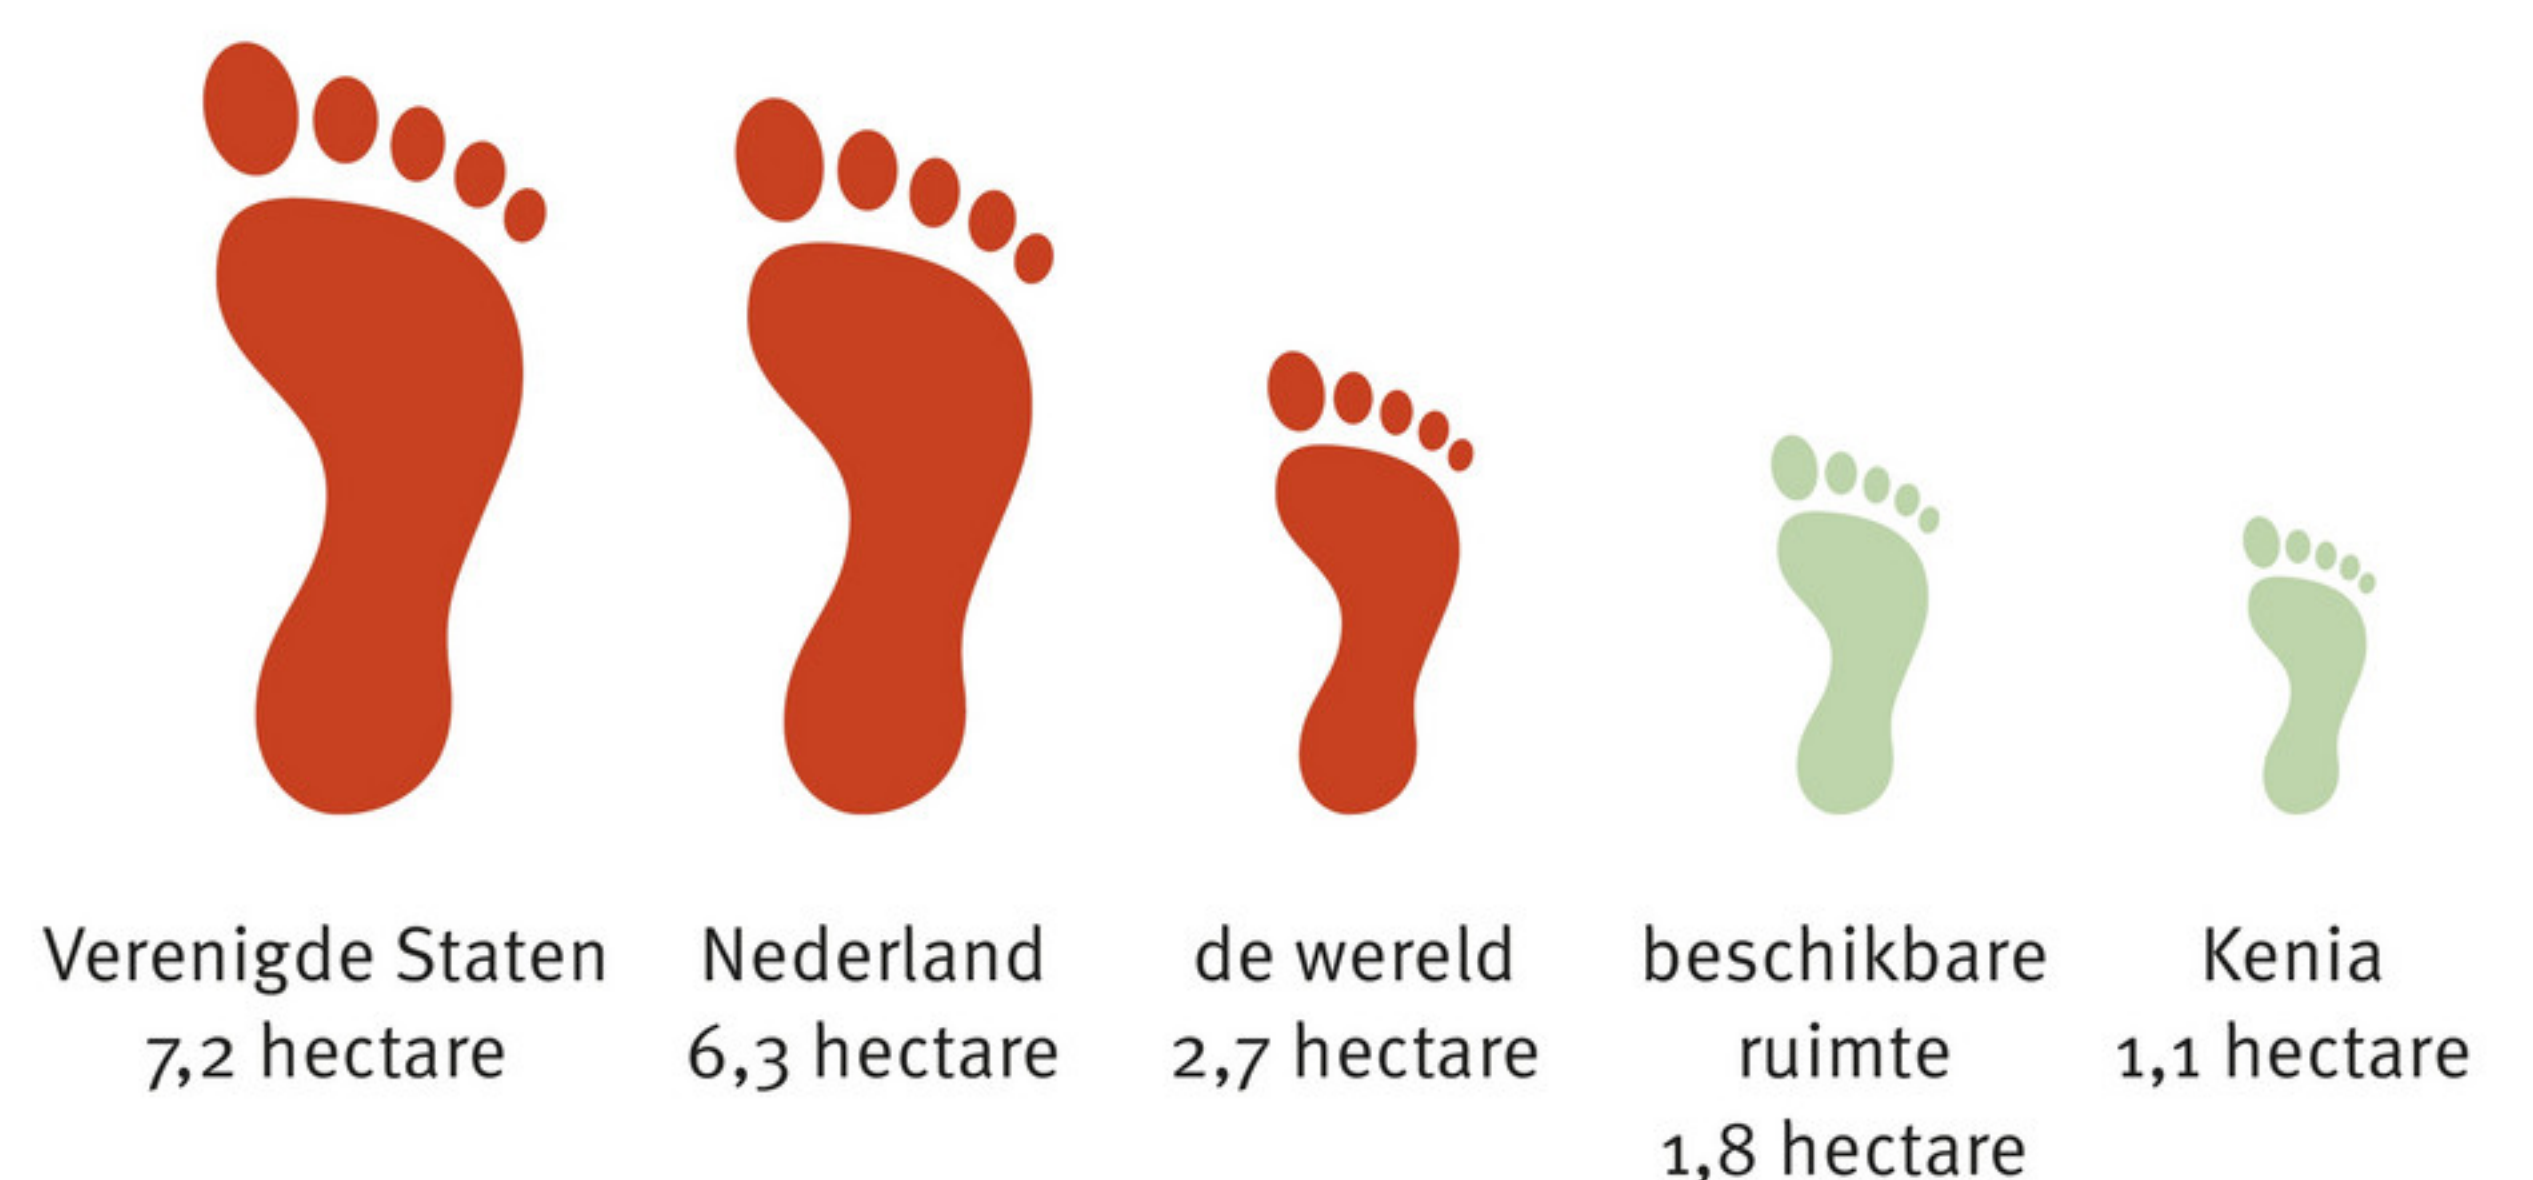 Verenigde Staten
7,2 hectare
Nederland
6,3 hectare
de wereld
2,7 hectare
beschikbare
ruimte
1,8 hectare
Kenia
1,1 hectare